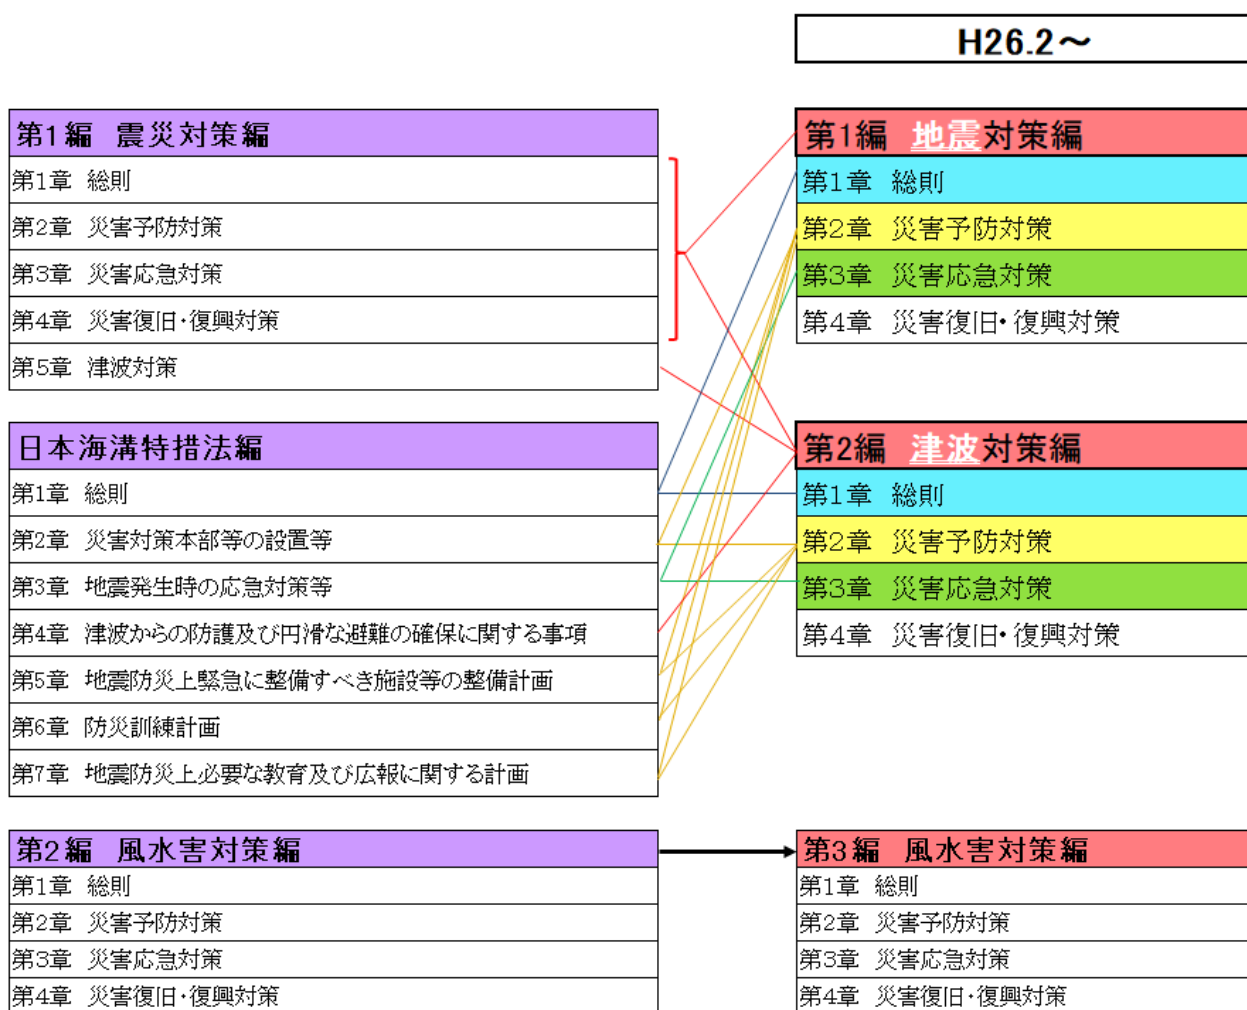 H26.2～
第1編 震災対策編
第1章 総則
第2章 災害予防対策
第3章 災害応急対策
第4章 災害復旧・復興対策
第5章 津波対策
日本海溝特措法編
第1章 総則
第2章 災害対策本部等の設置等
第3章 地震発生時の応急対策等
第4章 津波からの防護及び円滑な避難の確保に関する事項
第5章 地震防災上緊急に整備すべき施設等の整備計画
第6章 防災訓練計画
第7章 地震防災上必要な教育及び広報に関する計画
第2編 風水害対策編
第1章 総則
第2章 災害予防対策
第3章 災害応急対策
第4章 災害復旧・復興対策
第1編 地震対策編
第1章 総則
第2章 災害予防対策
第3章 災害応急対策
第4章 災害復旧・復興対策
第2編 津波対策編
第1章 総則
第2章 災害予防対策
第3章 災害応急対策
第4章 災害復旧・復興対策
第3編 風水害対策編
第1章 総則
第2章 災害予防対策
第3章 災害応急対策
第4章 災害復旧・復興対策